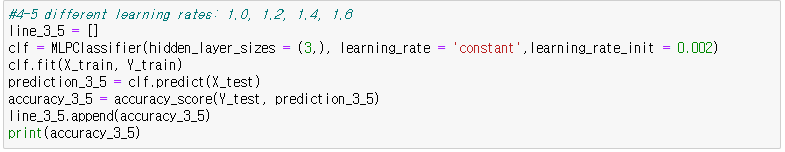 #4-5 different learning rates: 1.0, 1.2, 1.4, 1.6
line_3_5 = []
clf = MLPClassifier(hidden_layer_sizes = (3,), learning_rate = 'constant',learning_rate_init = 0.002)
clf.fit(X_train, Y_train)
prediction_3_5 = clf.predict(X_test)
accuracy_3_5 = accuracy_score(Y_test, prediction_3_5)
line_3_5.append(accuracy_3_5)
print(accuracy_3_5)